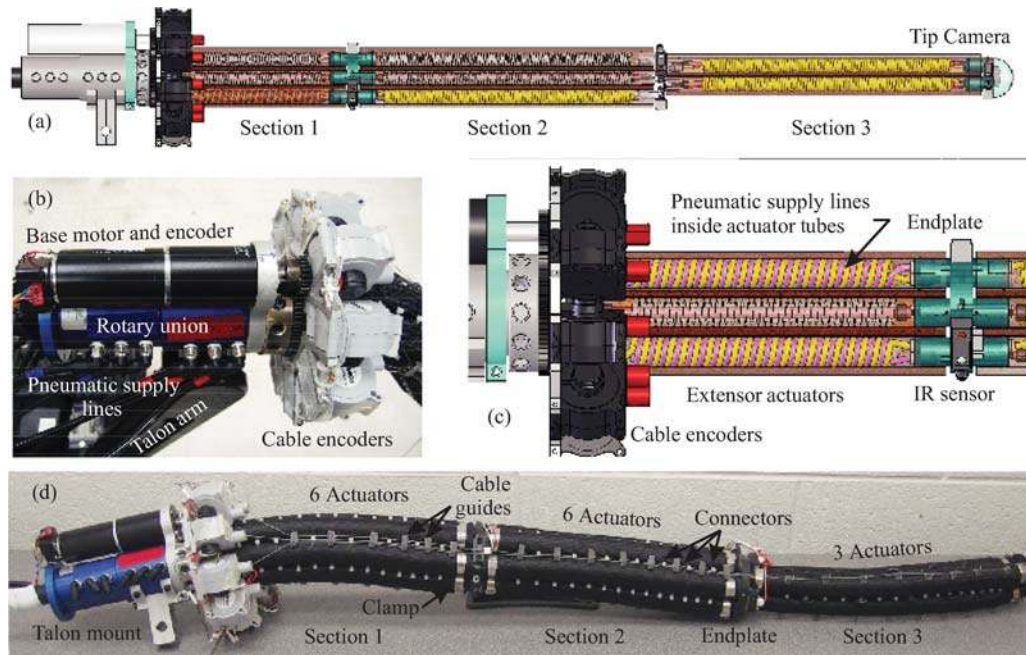 Tip Camera
Section 1
Section 2
Section 3
(a)
(b)
Base motor and encoder
Rotary union
Pneumatic supply
lines
Talon arm
Cable encoders
Pneumatic supply lines
inside actuator tubes
Endplate
(c)
Extensor actuators
IR sensor
Cable encoders
(d)
6 Actuators
Cable
guides
6 Actuators
Connectors
3 Actuators
Clamp
Talon mount
Section 1
Section 2
Endplate
Section 3